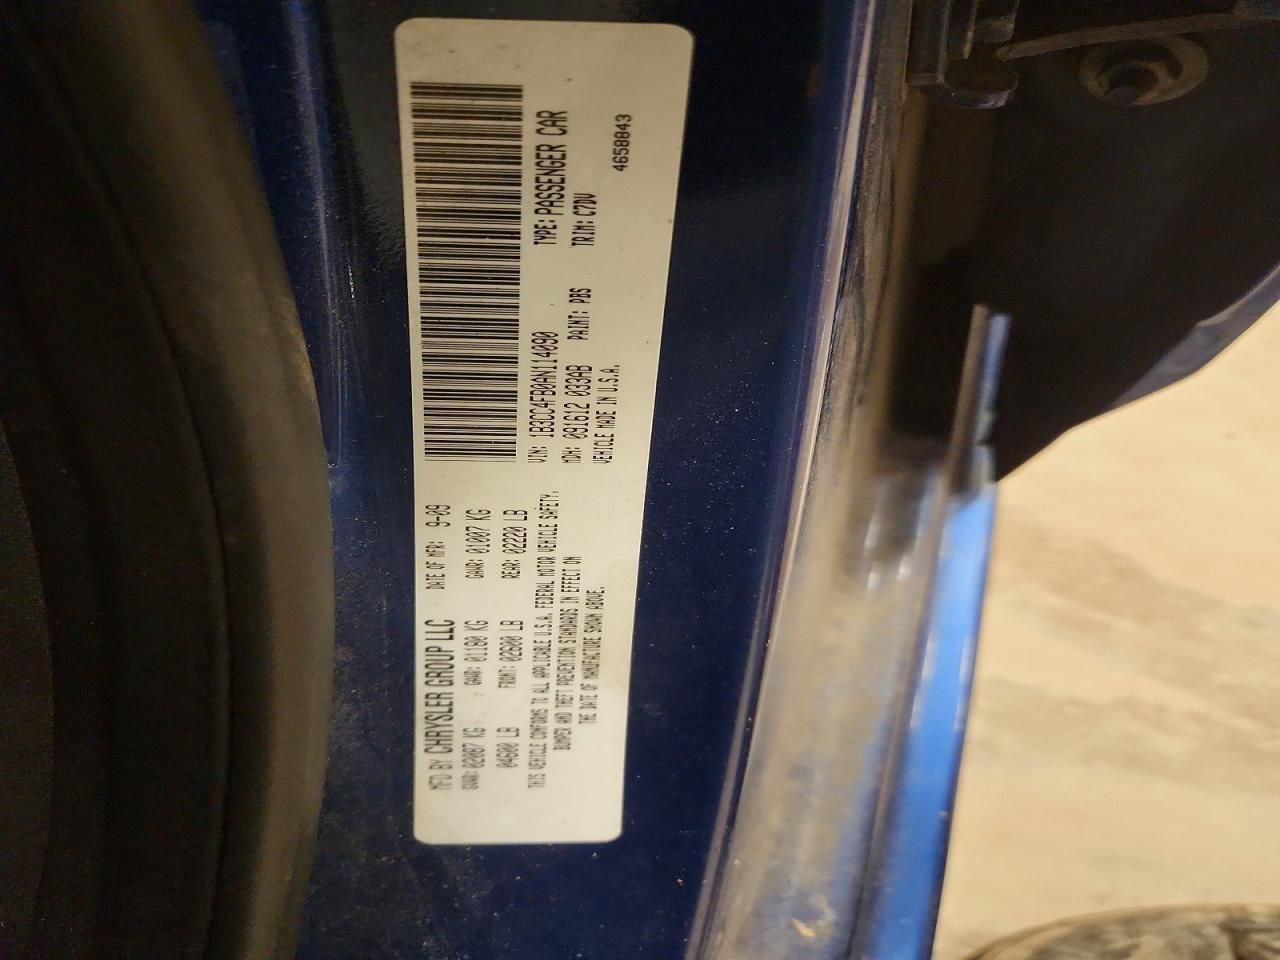 MFD BY CHRYSLER GROUP LLC DATE OF MFR: 9-09
GVWR: 02087 KG GAWR: 01180 KG GAWR: 01007 KG
04600 LB FRONT: 02600 LB REAR: 02220 LB
THIS VEHICLE CONFORMS TO ALL APPLICABLE U.S.A. FEDERAL MOTOR VEHICLE SAFETY,
BUMPER AND THEFT PREVENTION STANDARDS IN EFFECT ON
THE DATE OF MANUFACTURE SHOWN ABOVE.
VIN: 1B3CC4FB0AN114090 TYPE: PASSENGER CAR
MDH: 091612 033AB PAINT: PBS TRIM: C7DV
VEHICLE MADE IN U.S.A.
4658843